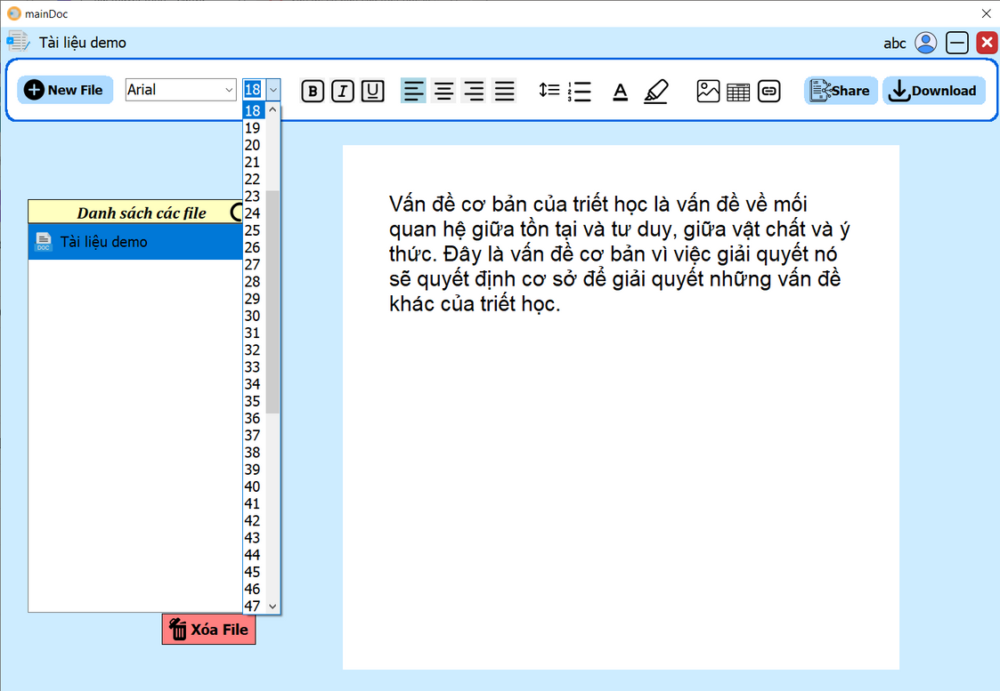 mainDoc
Tài liệu demo
abc
New File
Arial
18
B I U
A
Share
Download
18
19
20
21
22
23
24
25
26
27
28
29
30
31
32
33
34
35
36
37
38
39
40
41
42
43
44
45
46
47
Danh sách các file
DOC
Tài liệu demo
Xóa File
Vấn đề cơ bản của triết học là vấn đề về mối
quan hệ giữa tồn tại và tư duy, giữa vật chất và ý
thức. Đây là vấn đề cơ bản vì việc giải quyết nó
sẽ quyết định cơ sở để giải quyết những vấn đề
khác của triết học.